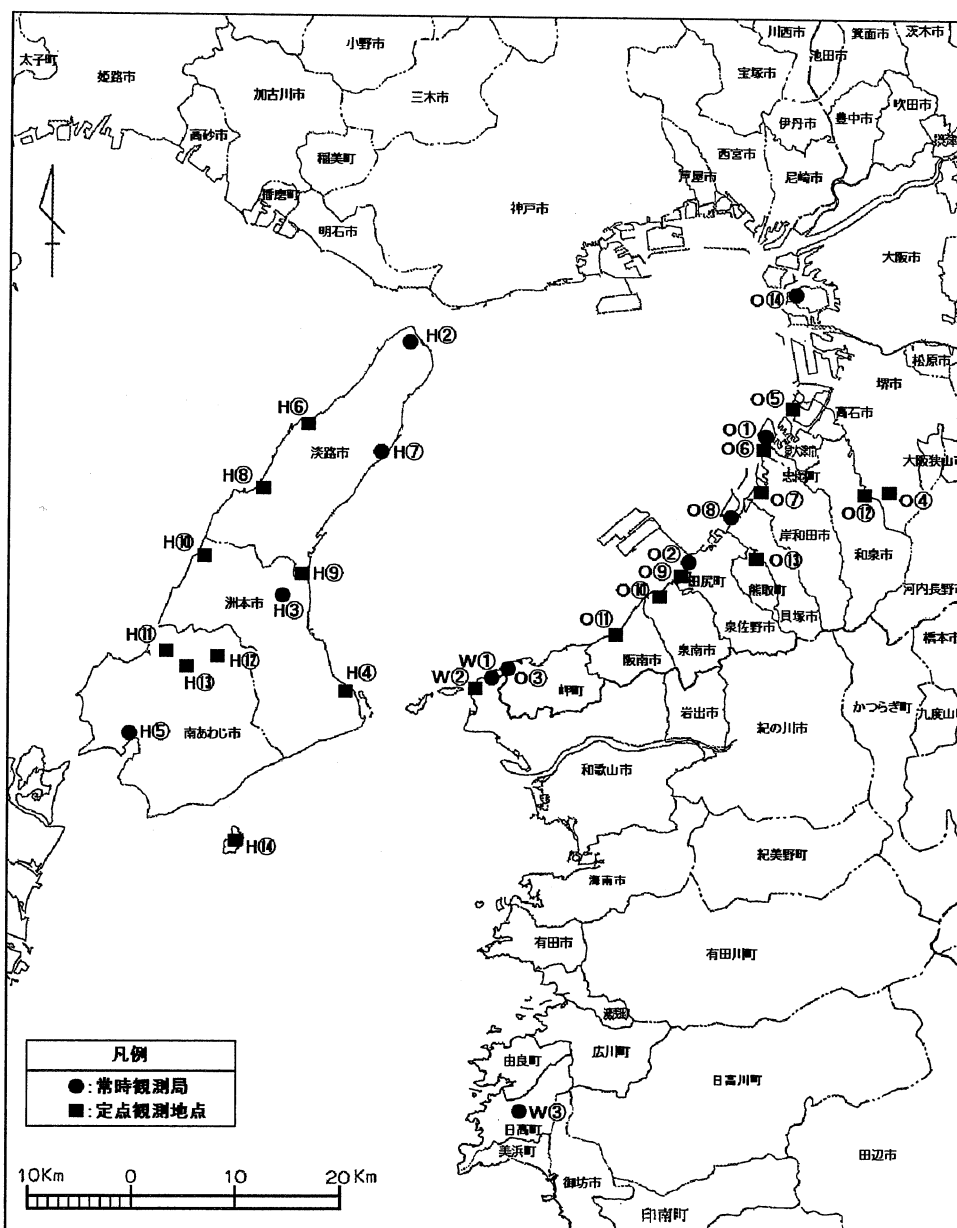 小野市
川西市
箕面市
茨木市
太子町
姫路市
池田市
宝塚市
加古川市
三木市
吹田市
伊丹市
豊中市
高砂市
摂津
西宮市
稲美町
尼崎市
芦屋市
播磨町
神戸市
明石市
大阪市
O⑭
H②
松原市
堺市
O⑤
高石市
H⑥
O①
淡路市
O⑥
H⑦
忠岡町
大阪狭山市
H⑧
O⑦
O⑫
O④
O⑧
岸和田市
和泉市
H⑩
O②
O⑬
H⑨
O⑨
田尻町
熊取町
洲本市
H③
O⑩
河内長野市
貝塚市
泉佐野市
O⑪
橋本市
H⑪
泉南市
阪南市
H⑫
W①
H⑬
O③
W②
岬町
H④
岩出市
紀の川市
かつらぎ町
九度山
H⑤
南あわじ市
和歌山市
H⑭
紀美野町
海南市
有田市
有田川町
湯浅町
凡例
由良町
広川町
●:常時観測局
日高川町
■:定点観測地点
W③
日高町
美浜町
田辺市
10Km 0 10 20Km
御坊市
印南町